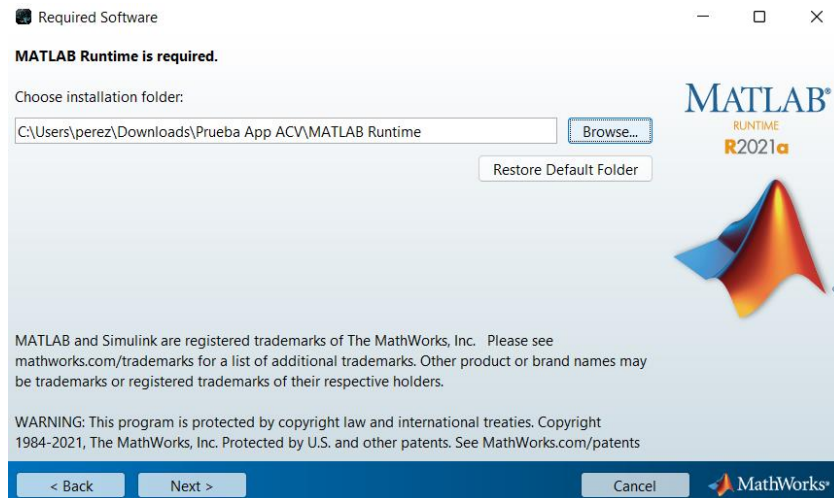 Required Software
MATLAB Runtime is required.
Choose installation folder:
C:\Users\perez\Downloads\Prueba App ACV\MATLAB Runtime
Browse...
Restore Default Folder
MATLAB®
RUNTIME
R2021a
MATLAB and Simulink are registered trademarks of The MathWorks, Inc. Please see
mathworks.com/trademarks for a list of additional trademarks. Other product or brand names may
be trademarks or registered trademarks of their respective holders.
WARNING: This program is protected by copyright law and international treaties. Copyright
1984-2021, The MathWorks, Inc. Protected by U.S. and other patents. See MathWorks.com/patents
< Back
Next >
Cancel
MathWorks®